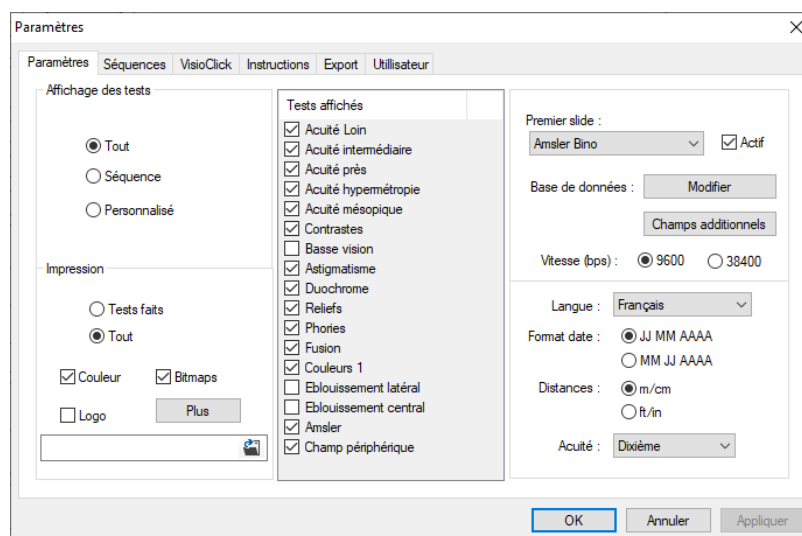 Paramètres
Paramètres Séquences VisioClick Instructions Export Utilisateur
Affichage des tests
Tout
Séquence
Personnalisé
Impression
Tests faits
Tout
Couleur Bitmaps
Logo Plus
Tests affichés
Acuité Loin
Acuité intermédiaire
Acuité près
Acuité hypermétropie
Acuité mésopique
Contrastes
Basse vision
Astigmatisme
Duochrome
Reliefs
Phories
Fusion
Couleurs 1
Eblouissement latéral
Eblouissement central
Amsler
Champ périphérique
Premier slide :
Amsler Bino Actif
Base de données : Modifier
Champs additionnels
Vitesse (bps) : 9600 38400
Langue : Français
Format date : JJ MM AAAA
MM JJ AAAA
Distances : m/cm
ft/in
Acuité : Dixième
OK Annuler Appliquer